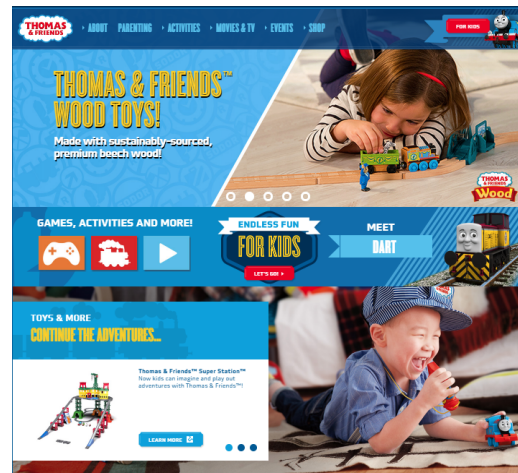 THOMAS
& FRIENDS
ABOUT PARENTING ACTIVITIES MOVIES & TV EVENTS SHOP
FOR KIDS
THOMAS & FRIENDS™
WOOD TOYS!
Made with sustainably-sourced,
premium beech wood!
THOMAS
& FRIENDS
Wood
GAMES, ACTIVITIES AND MORE!
ENDLESS FUN
FOR KIDS
LET'S GO!
MEET
DART
TOYS & MORE
CONTINUE THE ADVENTURES...
Thomas & Friends™ Super Station™
Now kids can imagine and play out
adventures with Thomas & Friends™!
LEARN MORE